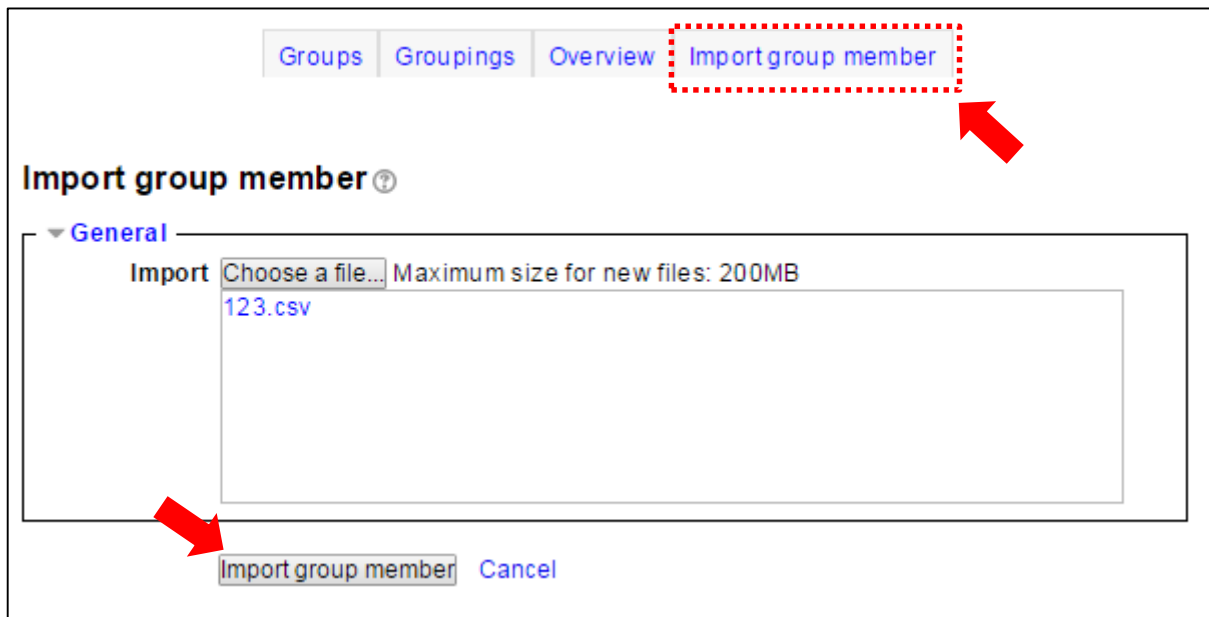 Groups Groupings Overview Import group member
Import group member
General
Import Choose a file... Maximum size for new files: 200MB
123.csv
Import group member Cancel